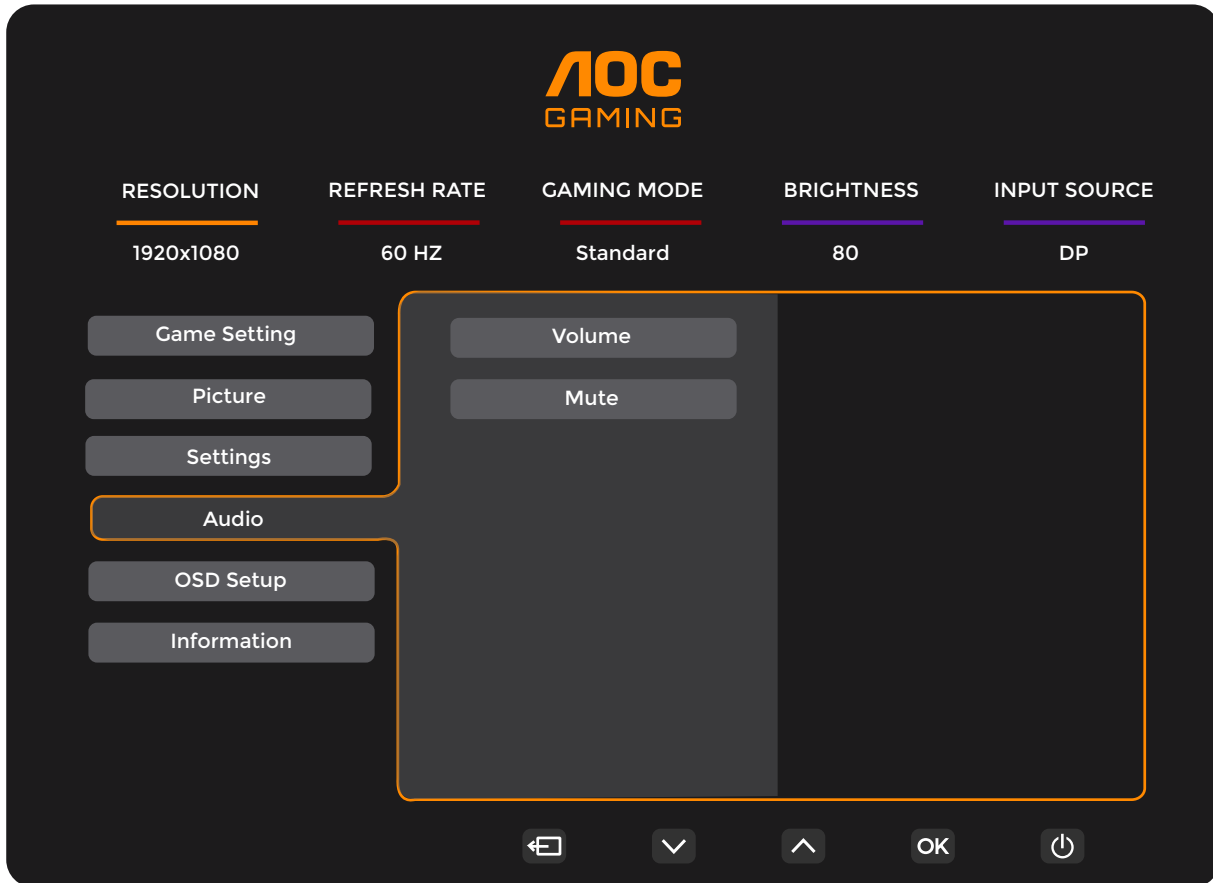 AOC
GAMING
RESOLUTION REFRESH RATE GAMING MODE BRIGHTNESS INPUT SOURCE
1920x1080 60 HZ Standard 80 DP
Game Setting Volume
Picture Mute
Settings
Audio
OSD Setup
Information
OK